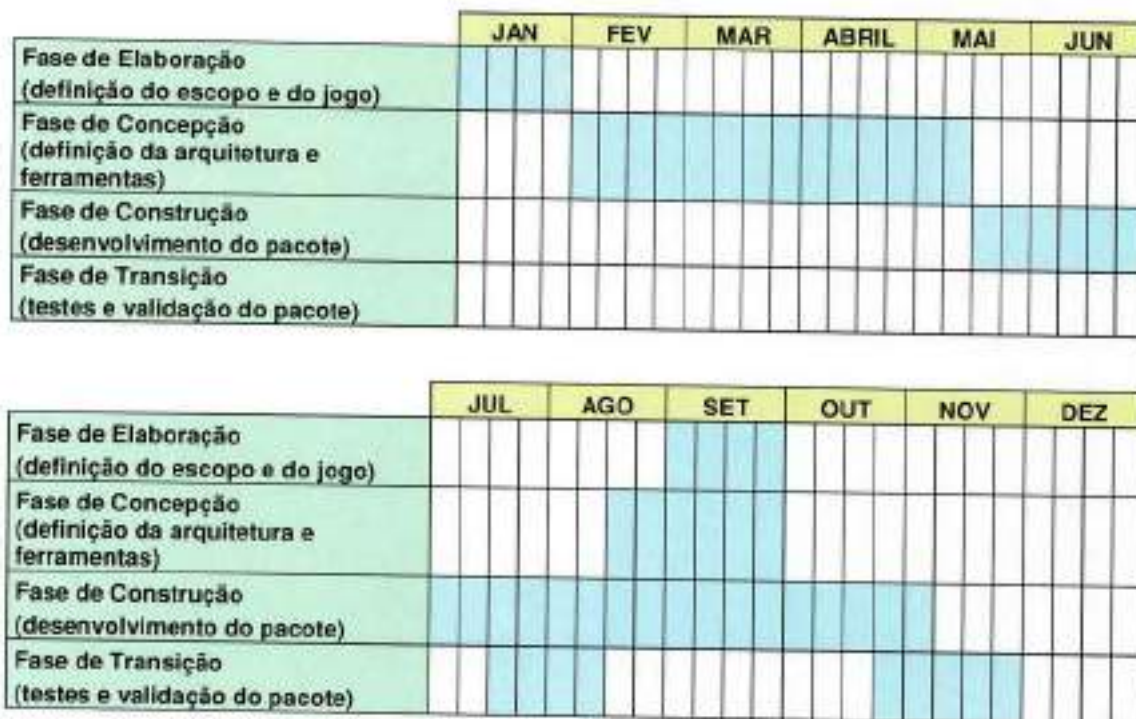 JAN FEV MAR ABRIL MAI JUN
Fase de Elaboração
(definição do escopo e do jogo)
Fase de Concepção
(definição da arquitetura e
ferramentas)
Fase de Construção
(desenvolvimento do pacote)
Fase de Transição
(testes e validação do pacote)
JUL AGO SET OUT NOV DEZ
Fase de Elaboração
(definição do escopo e do jogo)
Fase de Concepção
(definição da arquitetura e
ferramentas)
Fase de Construção
(desenvolvimento do pacote)
Fase de Transição
(testes e validação do pacote)